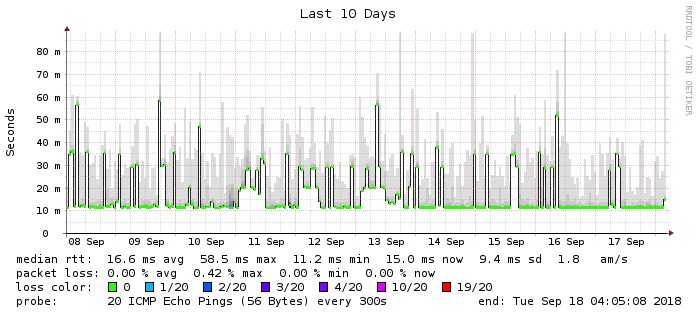 Last 10 Days
RRDTOOL / TOBI OETIKER
Seconds
80 m
70 m
60 m
50 m
40 m
30 m
20 m
10 m
0
08 Sep 09 Sep 10 Sep 11 Sep 12 Sep 13 Sep 14 Sep 15 Sep 16 Sep 17 Sep
median rtt: 16.6 ms avg 58.5 ms max 11.2 ms min 15.0 ms now 9.4 ms sd 1.8 am/s
packet loss: 0.00 % avg 0.42 % max 0.00 % min 0.00 % now
loss color: 0 1/20 2/20 3/20 4/20 10/20 19/20
probe: 20 ICMP Echo Pings (56 Bytes) every 300s end: Tue Sep 18 04:05:08 2018